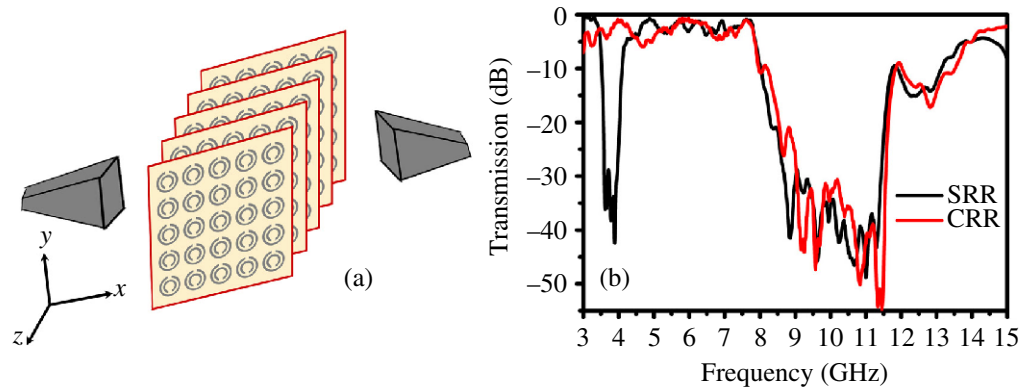 y
x
z
(a)
Transmission (dB)
0
−10
−20
−30
−40
−50
SRR
CRR
(b)
3 4 5 6 7 8 9 10 11 12 13 14 15
Frequency (GHz)